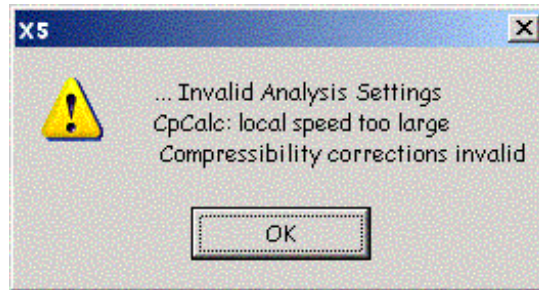 X5
... Invalid Analysis Settings
CpCalc: local speed too large
Compressibility corrections invalid
OK